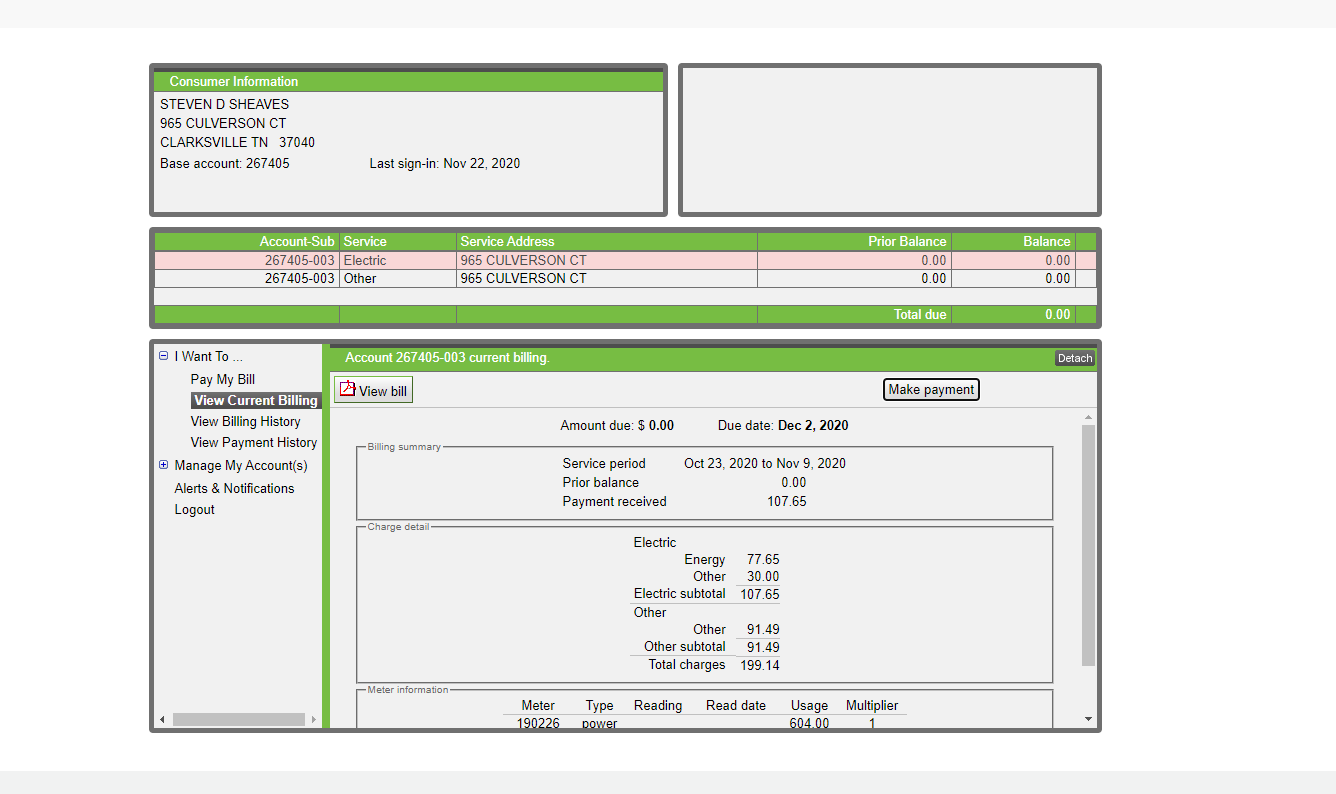 Consumer Information
STEVEN D SHEAVES
965 CULVERSON CT
CLARKSVILLE TN 37040
Base account: 267405 Last sign-in: Nov 22, 2020
Account-Sub Service Service Address Prior Balance Balance
267405-003 Electric 965 CULVERSON CT 0.00 0.00
267405-003 Other 965 CULVERSON CT 0.00 0.00
Total due 0.00
I Want To ...
Pay My Bill
View Current Billing
View Billing History
View Payment History
Manage My Account(s)
Alerts & Notifications
Logout
Account 267405-003 current billing.
Detach
View bill
Make payment
Amount due: $ 0.00 Due date: Dec 2, 2020
Billing summary
Service period Oct 23, 2020 to Nov 9, 2020
Prior balance 0.00
Payment received 107.65
Charge detail
Electric
Energy 77.65
Other 30.00
Electric subtotal 107.65
Other
Other 91.49
Other subtotal 91.49
Total charges 199.14
Meter information
Meter Type Reading Read date Usage Multiplier
190226 power 604.00 1